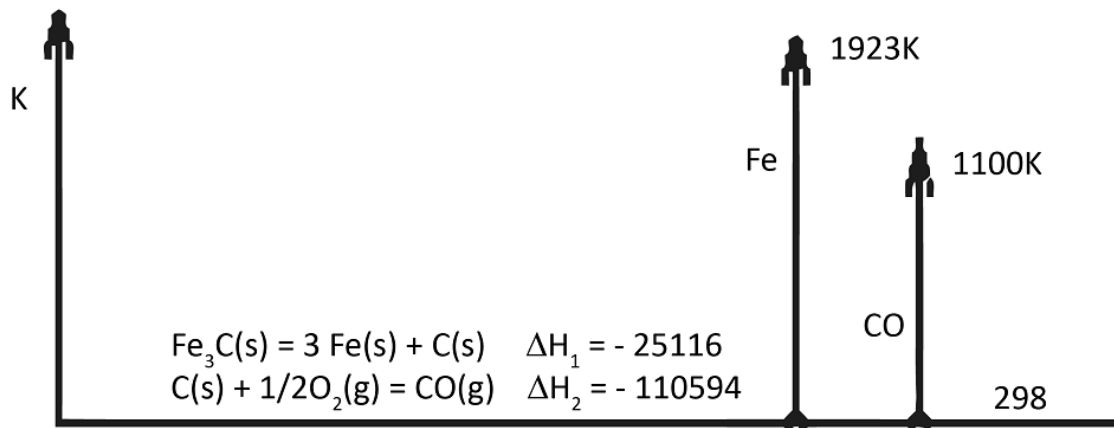 1923K
K
Fe
1100K
CO
Fe₃C(s) = 3 Fe(s) + C(s) ΔH₁ = - 25116
C(s) + 1/2O₂(g) = CO(g) ΔH₂ = - 110594
298